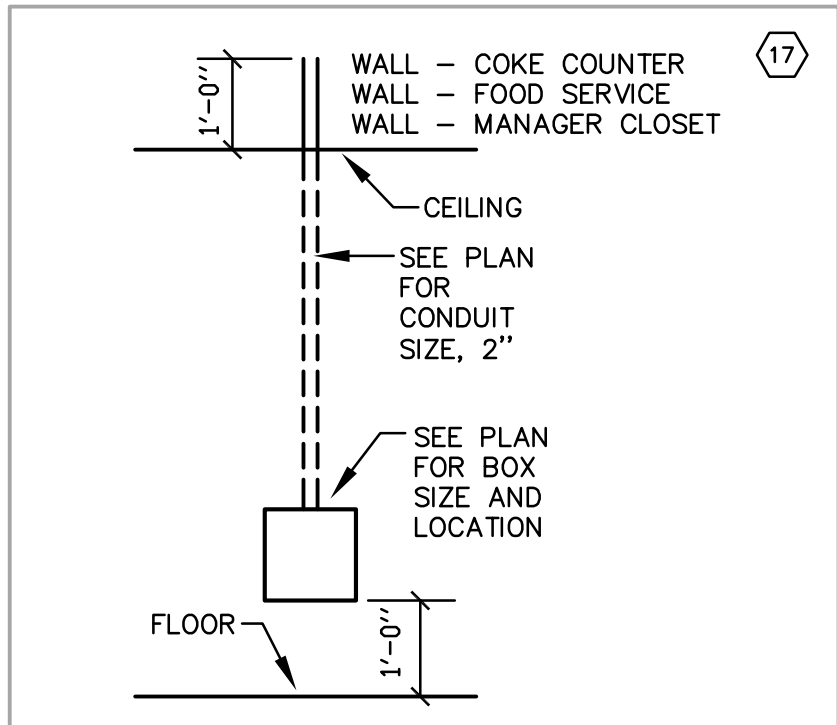 WALL – COKE COUNTER
WALL – FOOD SERVICE
WALL – MANAGER CLOSET
17
1'-0"
CEILING
SEE PLAN
FOR
CONDUIT
SIZE, 2"
SEE PLAN
FOR BOX
SIZE AND
LOCATION
FLOOR
1'-0"